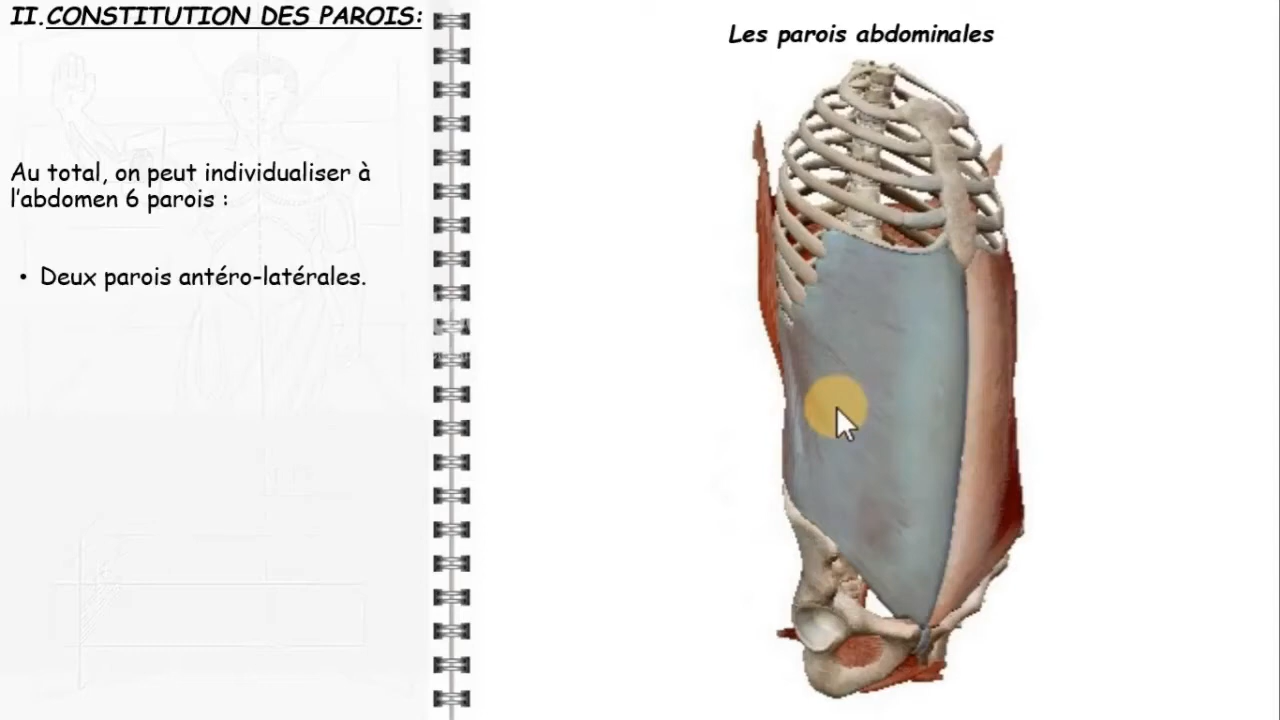 II.CONSTITUTION DES PAROIS:
Les parois abdominales
Au total, on peut individualiser à
l'abdomen 6 parois :
• Deux parois antéro-latérales.